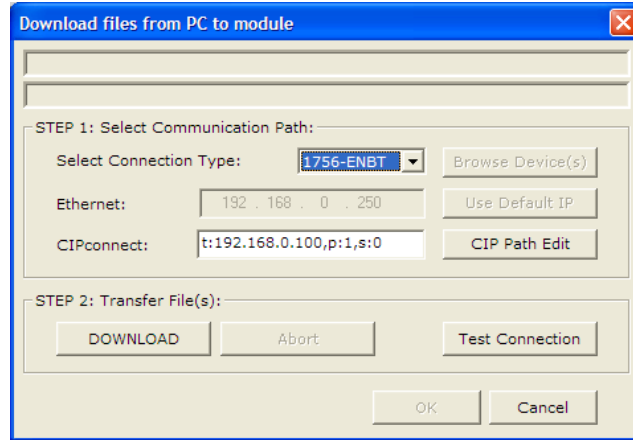 Download files from PC to module
STEP 1: Select Communication Path:
Select Connection Type: 1756-ENBT Browse Device(s)
Ethernet: 192 . 168 . 0 . 250 Use Default IP
CIPconnect: t:192.168.0.100,p:1,s:0 CIP Path Edit
STEP 2: Transfer File(s):
DOWNLOAD Abort Test Connection
OK Cancel